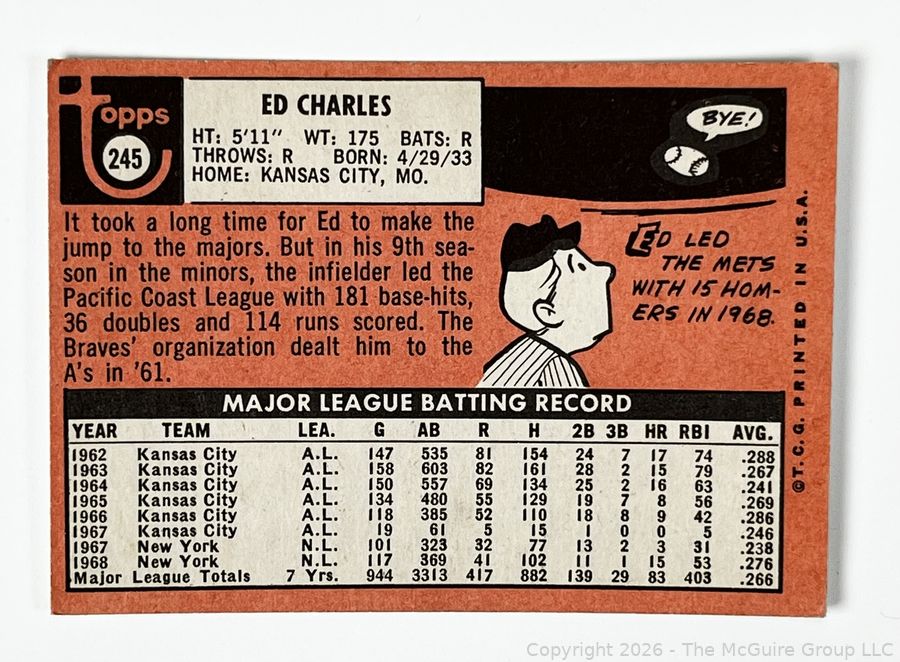 topps
245
ED CHARLES
HT: 5'11" WT: 175 BATS: R
THROWS: R BORN: 4/29/33
HOME: KANSAS CITY, MO.
BYE!
It took a long time for Ed to make the
jump to the majors. But in his 9th sea-
son in the minors, the infielder led the
Pacific Coast League with 181 base-hits,
36 doubles and 114 runs scored. The
Braves' organization dealt him to the
A's in '61.
ED LED
THE METS
WITH 15 HOM-
ERS IN 1968.
©T.C.G. PRINTED IN U.S.A.
MAJOR LEAGUE BATTING RECORD
YEAR TEAM LEA. G AB R H 2B 3B HR RBI AVG.
1962 Kansas City A.L. 147 535 81 154 24 7 17 74 .288
1963 Kansas City A.L. 158 603 82 161 28 2 15 79 .267
1964 Kansas City A.L. 150 557 69 134 25 2 16 63 .241
1965 Kansas City A.L. 134 480 55 129 19 7 8 56 .269
1966 Kansas City A.L. 118 385 52 110 18 8 9 42 .286
1967 Kansas City A.L. 19 61 5 15 1 0 0 5 .246
1967 New York N.L. 101 323 32 77 13 2 3 31 .238
1968 New York N.L. 117 369 41 102 11 1 15 53 .276
Major League Totals 7 Yrs. 944 3313 417 882 139 29 83 403 .266
Copyright 2026 - The McGuire Group LLC